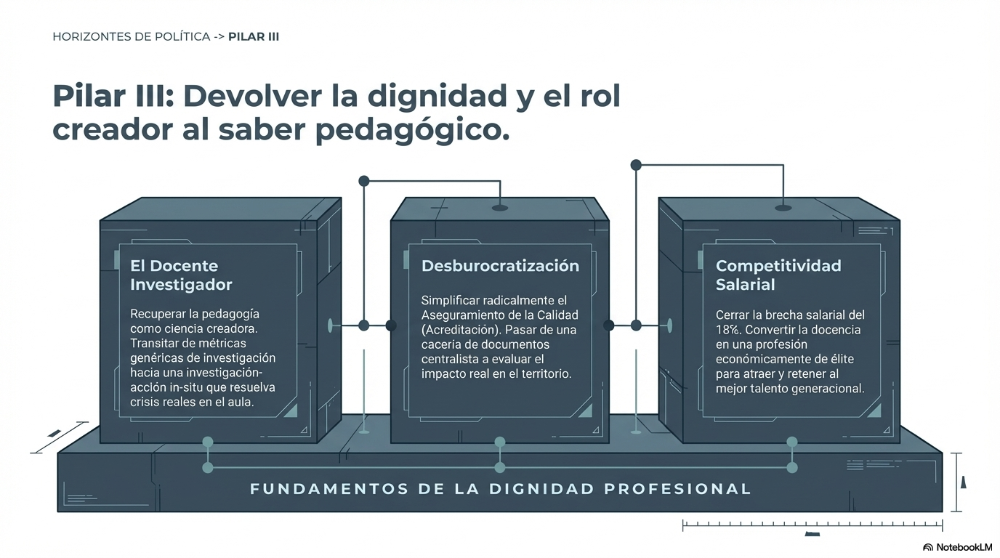 HORIZONTES DE POLÍTICA -> PILAR III
Pilar III: Devolver la dignidad y el rol
creador al saber pedagógico.
El Docente
Investigador
Recuperar la pedagogía
como ciencia creadora.
Transitar de métricas
genéricas de investigación
hacia una investigación-
acción in-situ que resuelva
crisis reales en el aula.
Desburocratización
Simplificar radicalmente el
Aseguramiento de la Calidad
(Acreditación). Pasar de una
cacería de documentos
centralista a evaluar el
impacto real en el territorio.
Competitividad
Salarial
Cerrar la brecha salarial del
18%. Convertir la docencia
en una profesión
económicamente de élite
para atraer y retener al
mejor talento generacional.
FUNDAMENTOS DE LA DIGNIDAD PROFESIONAL
NotebookLM